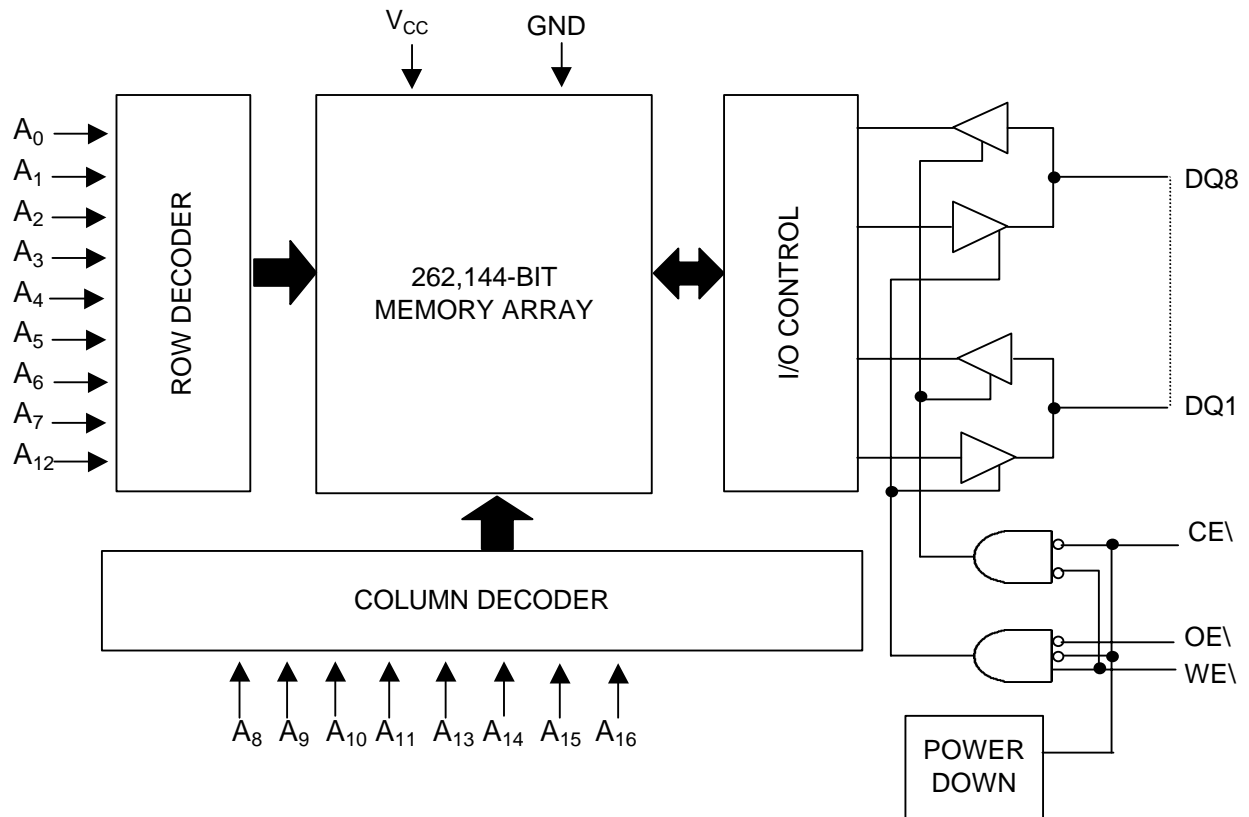 V_CC
GND
A_0
A_1
A_2
A_3
A_4
A_5
A_6
A_7
A_12
ROW DECODER
262,144-BIT
MEMORY ARRAY
I/O CONTROL
DQ8
DQ1
COLUMN DECODER
A_8 A_9 A_10 A_11 A_13 A_14 A_15 A_16
CE\
OE\
WE\
POWER
DOWN